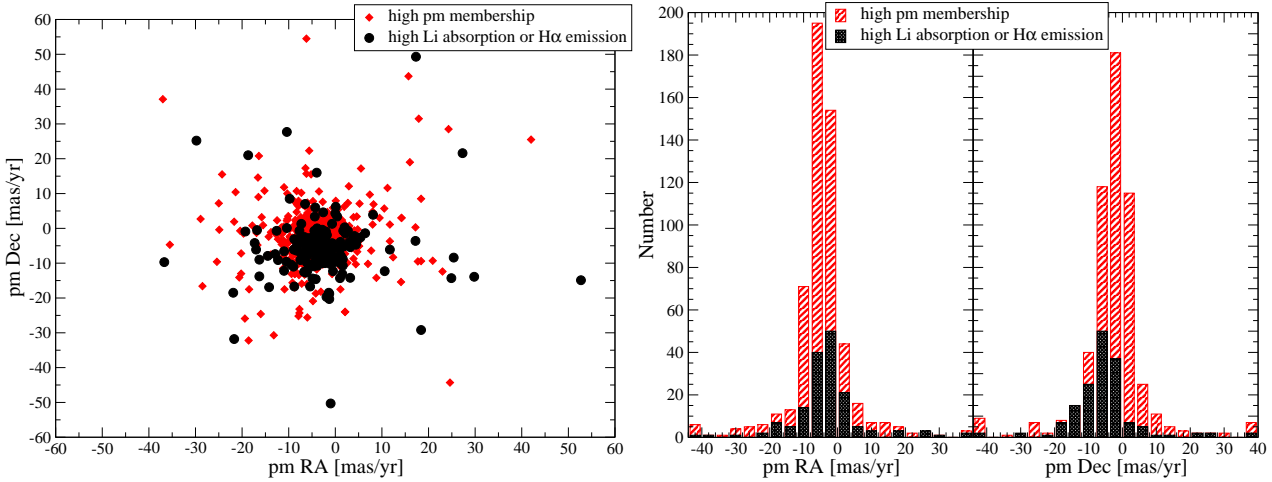 high pm membership
high Li absorption or Hα emission
60
50
40
30
20
10
0
-10
-20
-30
-40
-50
-60
pm Dec [mas/yr]
-60 -50 -40 -30 -20 -10 0 10 20 30 40 50 60
pm RA [mas/yr]
high pm membership
high Li absorption or Hα emission
200
180
160
140
120
100
80
60
40
20
0
Number
-40 -30 -20 -10 0 10 20 30
pm RA [mas/yr]
-40 -30 -20 -10 0 10 20 30 40
pm Dec [mas/yr]